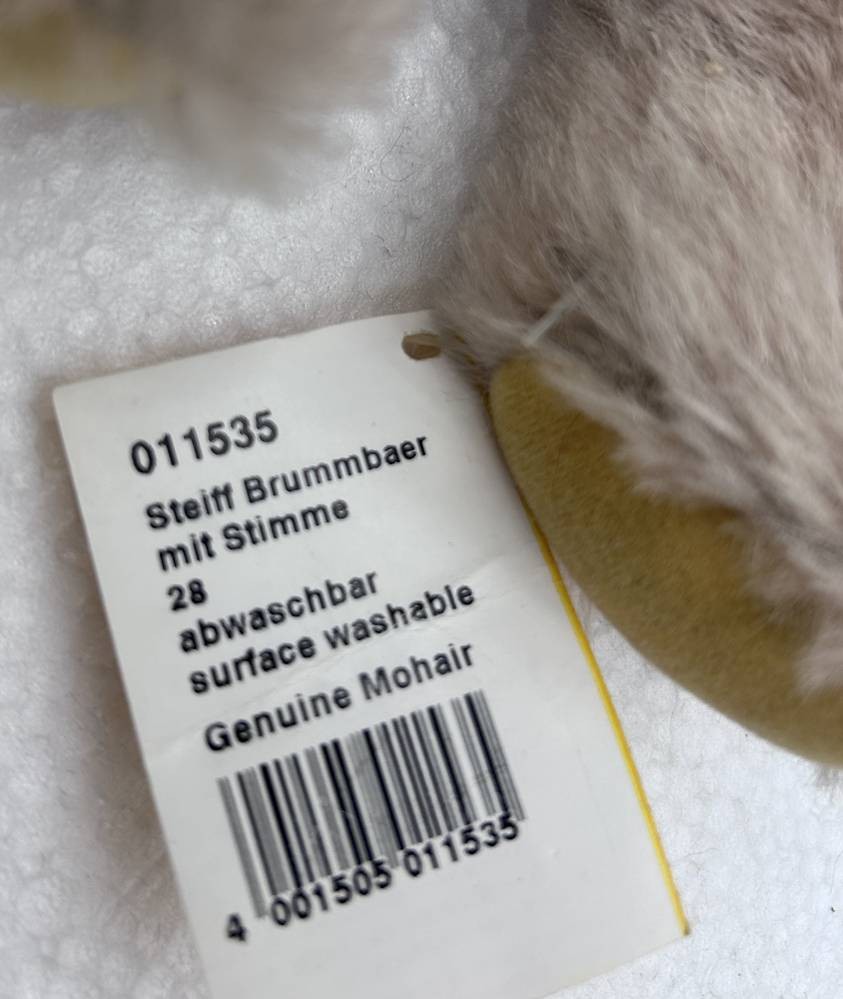 011535
Steiff Brummbaer
mit Stimme
28
abwaschbar
surface washable
Genuine Mohair
4 001505 011535